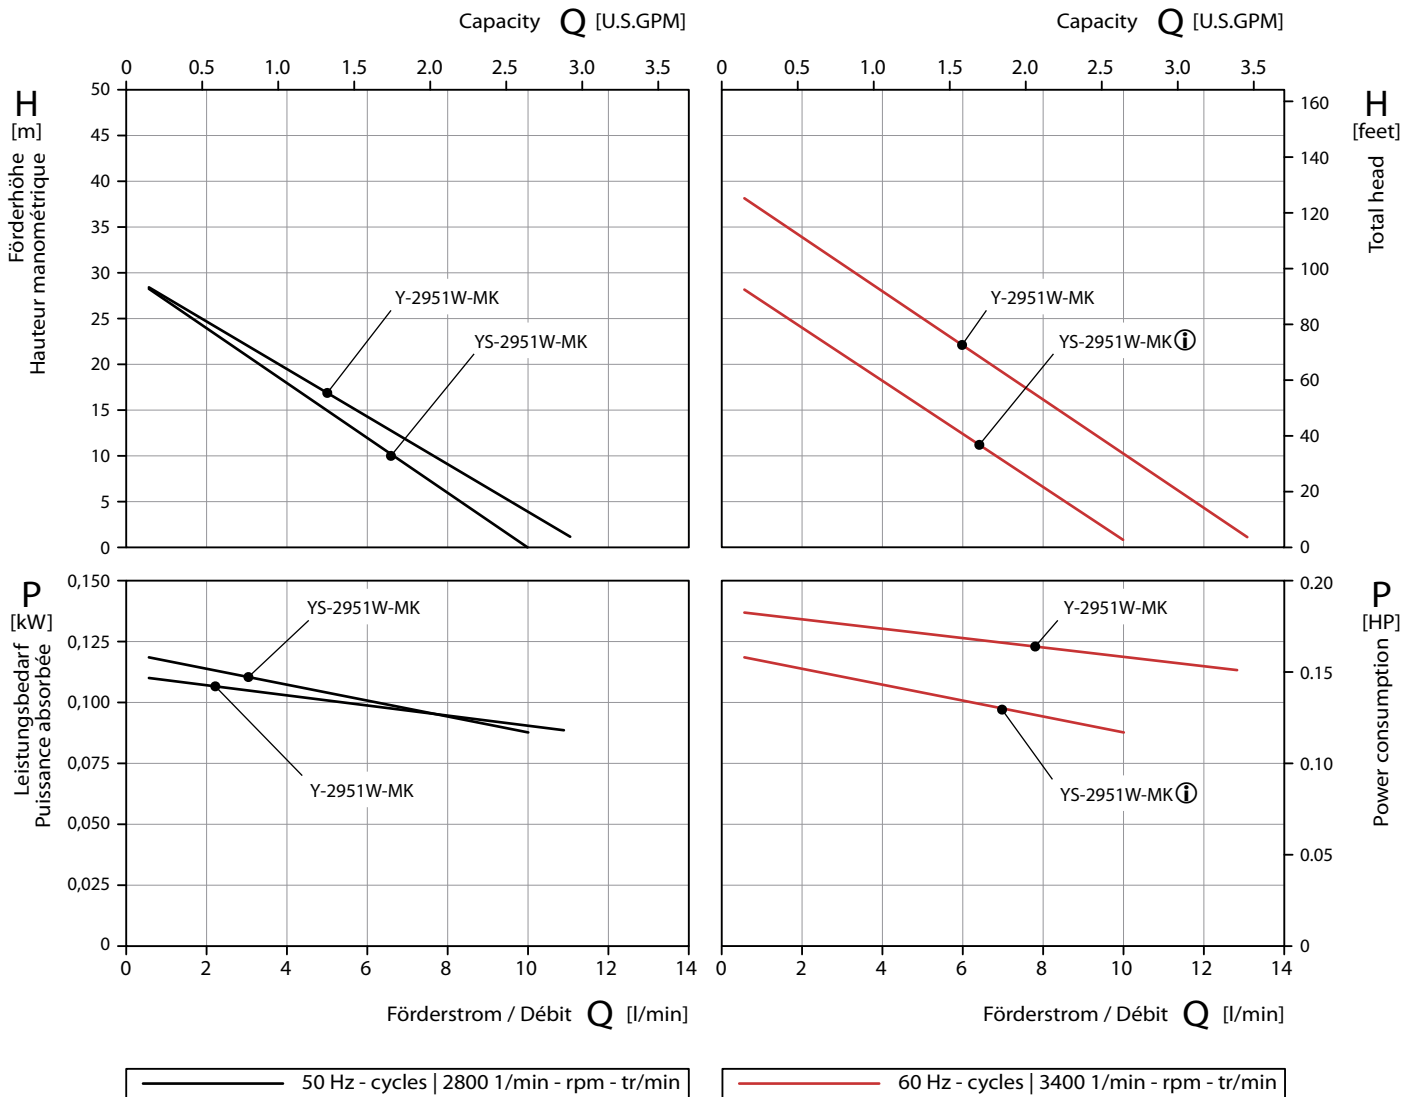 Capacity Q [U.S.GPM]
Capacity Q [U.S.GPM]
0 0.5 1.0 1.5 2.0 2.5 3.0 3.5
0 0.5 1.0 1.5 2.0 2.5 3.0 3.5
H
[m]
Förderhöhe
Hauteur manométrique
50
45
40
35
30
25
20
15
10
5
0
Y-2951W-MK
YS-2951W-MK
Y-2951W-MK
YS-2951W-MK ⓘ
160
140
120
100
80
60
40
20
0
H
[feet]
Total head
P
[kW]
Leistungsbedarf
Puissance absorbée
0,150
0,125
0,100
0,075
0,050
0,025
0
YS-2951W-MK
Y-2951W-MK
Y-2951W-MK
YS-2951W-MK ⓘ
0.20
0.15
0.10
0.05
0
P
[HP]
Power consumption
0 2 4 6 8 10 12 14
0 2 4 6 8 10 12 14
Förderstrom / Débit Q [l/min]
Förderstrom / Débit Q [l/min]
50 Hz - cycles | 2800 1/min - rpm - tr/min
60 Hz - cycles | 3400 1/min - rpm - tr/min